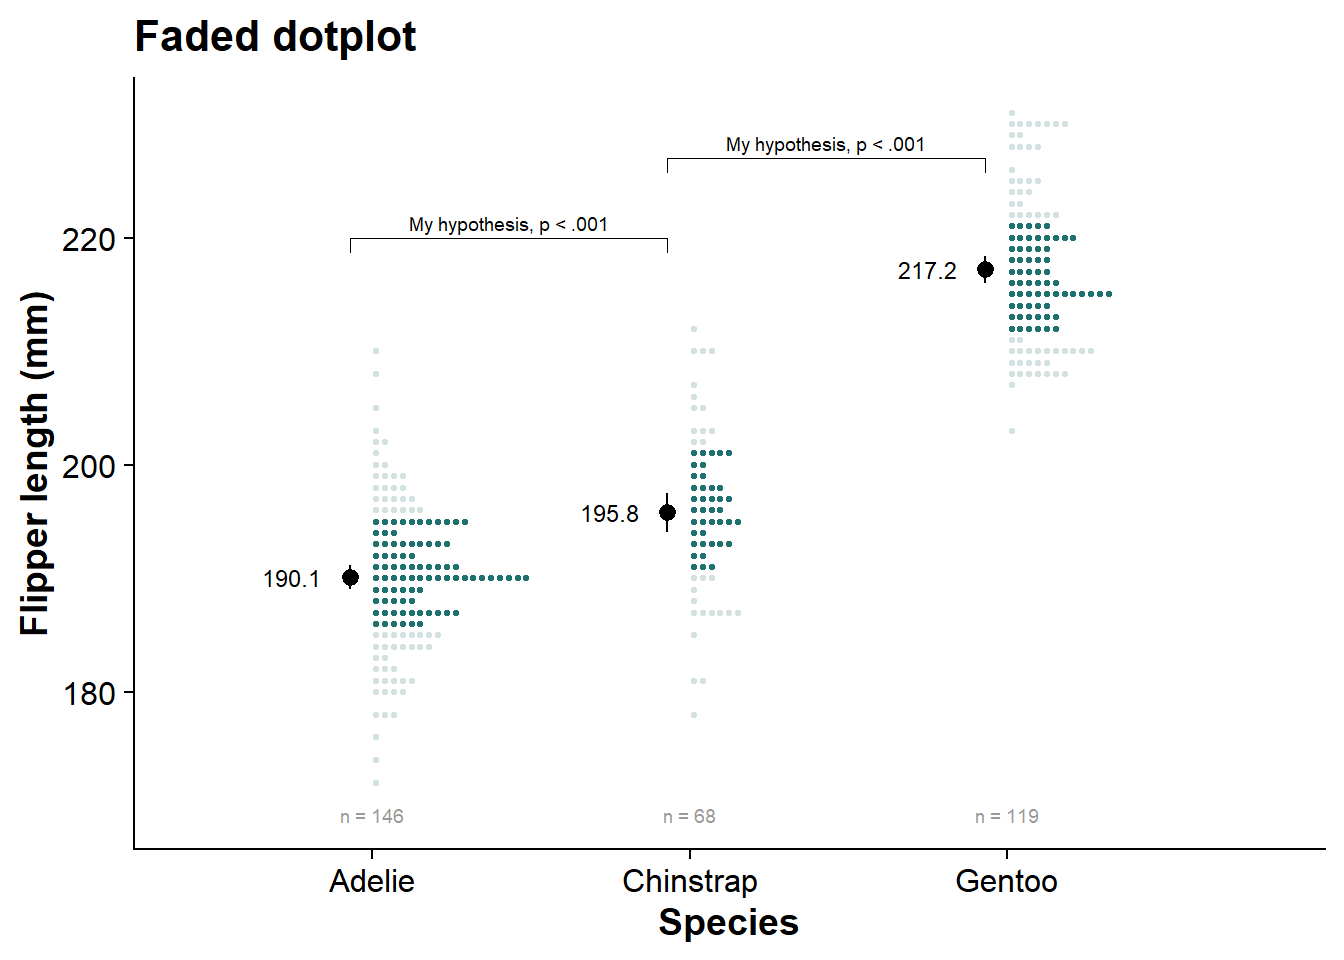 Faded dotplot
My hypothesis, p < .001
My hypothesis, p < .001
220
217.2
200
195.8
190.1
180
Flipper length (mm)
n = 146
n = 68
n = 119
Adelie
Chinstrap
Gentoo
Species